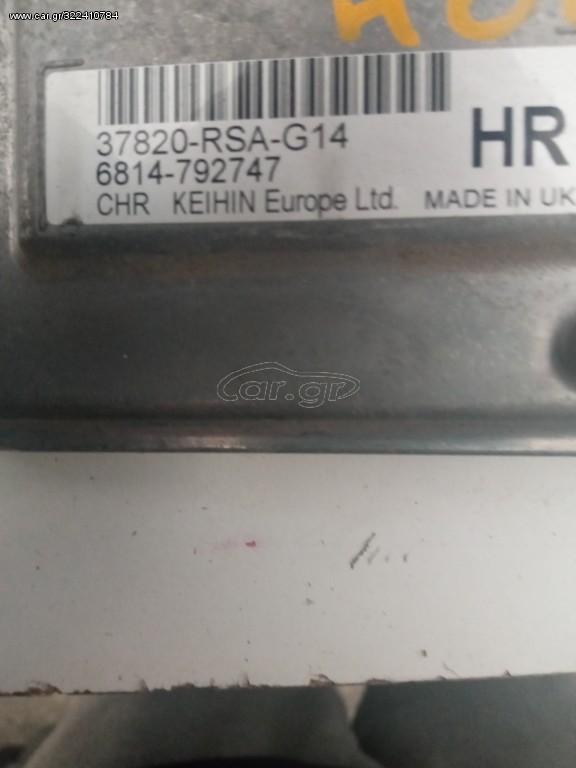 www.car.gr/322410784
37820-RSA-G14
6814-792747
HR
CHR KEIHIN Europe Ltd. MADE IN UK
car.gr